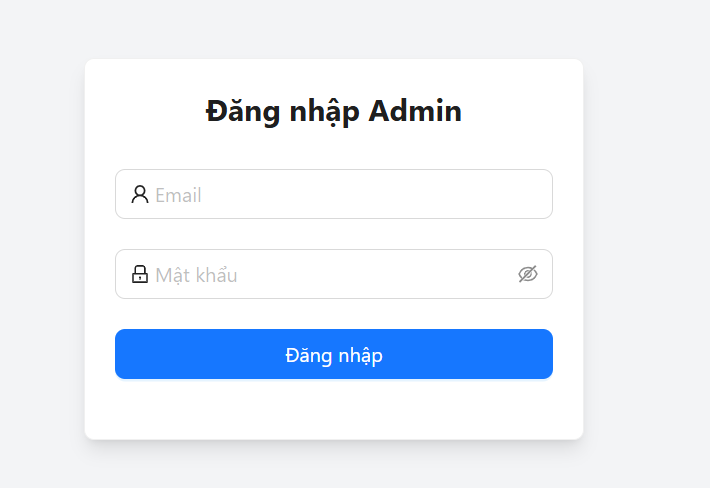 Đăng nhập Admin
Email
Mật khẩu
Đăng nhập